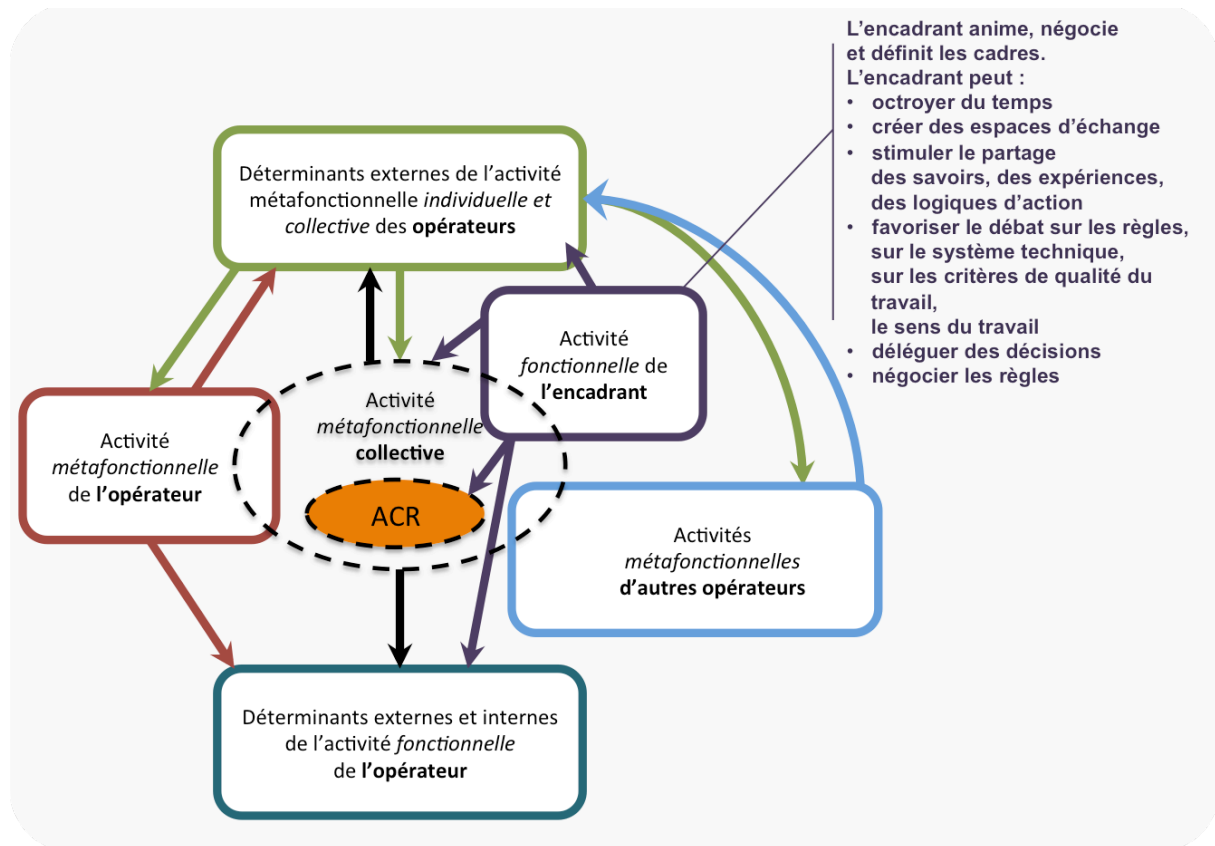 L’encadrant anime, négocie
et définit les cadres.
L’encadrant peut :
• octroyer du temps
• créer des espaces d’échange
• stimuler le partage
des savoirs, des expériences,
des logiques d’action
• favoriser le débat sur les règles,
sur le système technique,
sur les critères de qualité du
travail,
le sens du travail
• déléguer des décisions
• négocier les règles
Déterminants externes de l’activité
métafonctionnelle individuelle et
collective des opérateurs
Activité
fonctionnelle de
l’encadrant
Activité
métafonctionnelle
collective
ACR
Activité
métafonctionnelle
de l’opérateur
Activités
métafonctionnelles
d’autres opérateurs
Déterminants externes et internes
de l’activité fonctionnelle
de l’opérateur